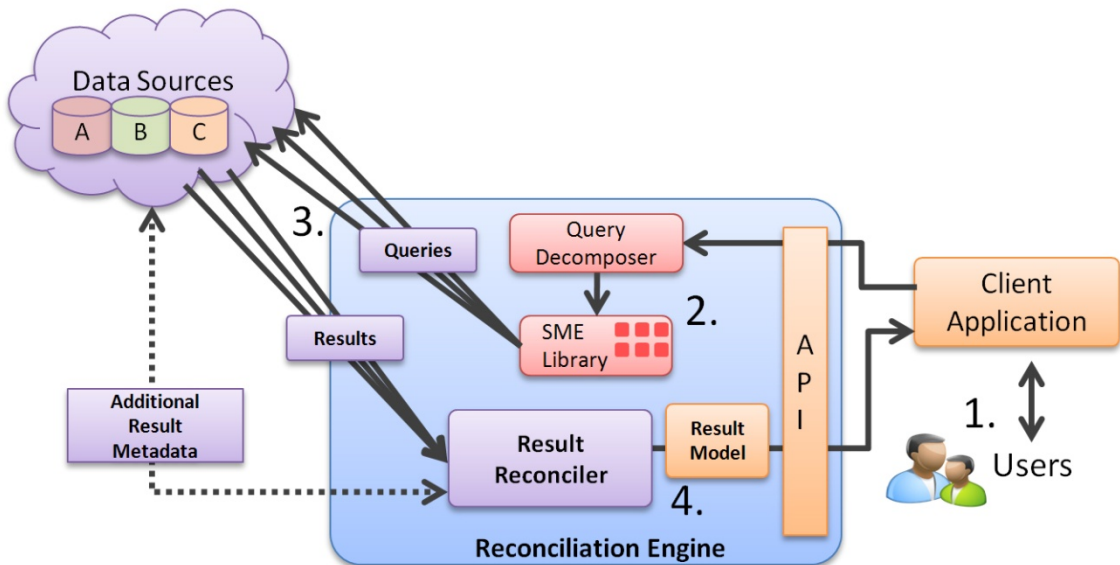 Data Sources
A
B
C
3.
Queries
Results
Additional
Result
Metadata
Query
Decomposer
2.
SME
Library
A
P
I
Client
Application
1.
Users
Result
Reconciler
Result
Model
4.
Reconciliation Engine